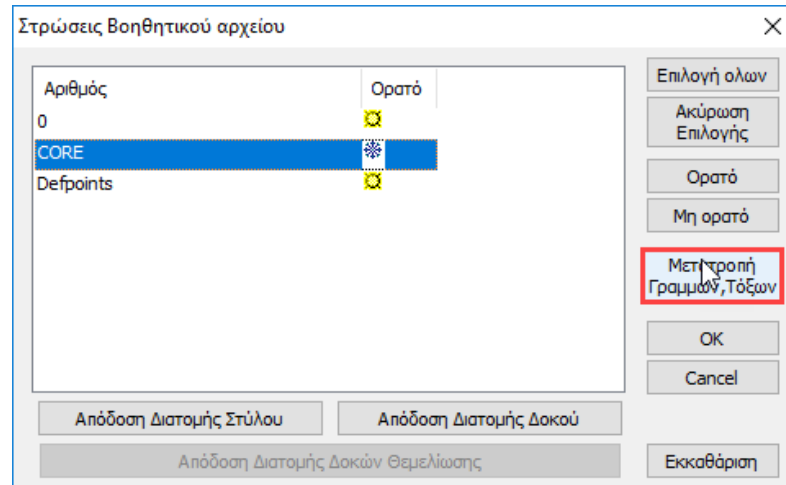 Στρώσεις Βοηθητικού αρχείου
Αριθμός Ορατό
0
CORE
Defpoints
Επιλογή ολων
Ακύρωση
Επιλογής
Ορατό
Μη ορατό
Μετατροπή
Γραμμών,Τόξων
OK
Cancel
Απόδοση Διατομής Στύλου
Απόδοση Διατομής Δοκού
Απόδοση Διατομής Δοκών Θεμελίωσης
Εκκαθάριση